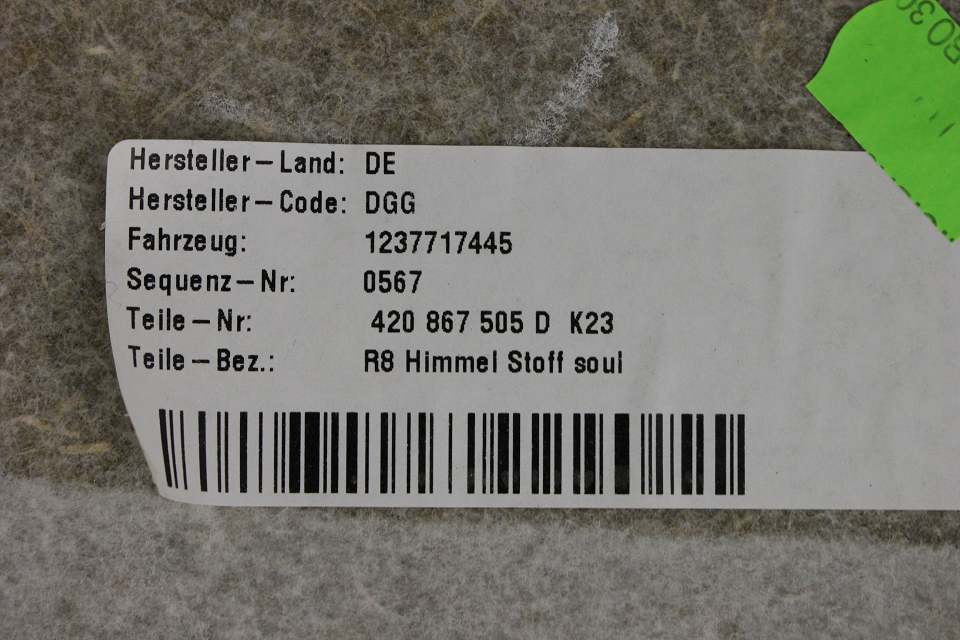 Hersteller–Land: DE
Hersteller–Code: DGG
Fahrzeug: 1237717445
Sequenz–Nr: 0567
Teile–Nr: 420 867 505 D K23
Teile–Bez.: R8 Himmel Stoff soul